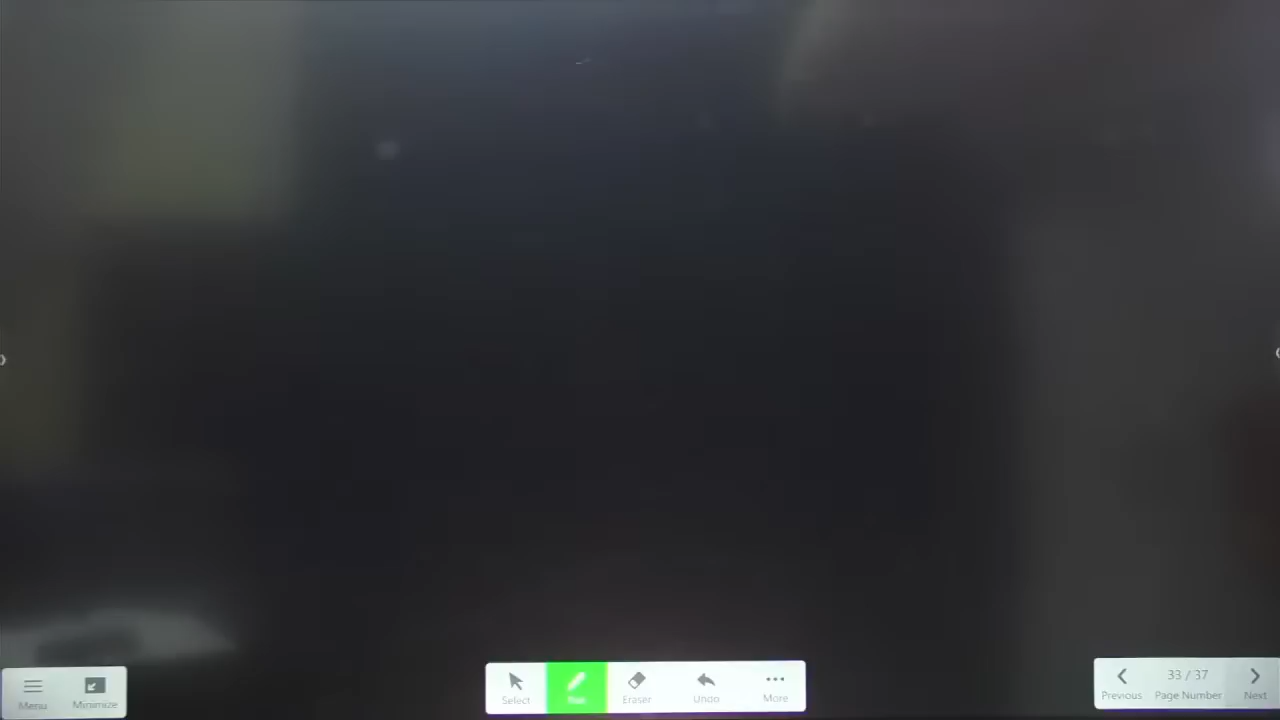 Menu
Minimize
Select
Pen
Eraser
Undo
More
Previous
33 / 37
Page Number
Next